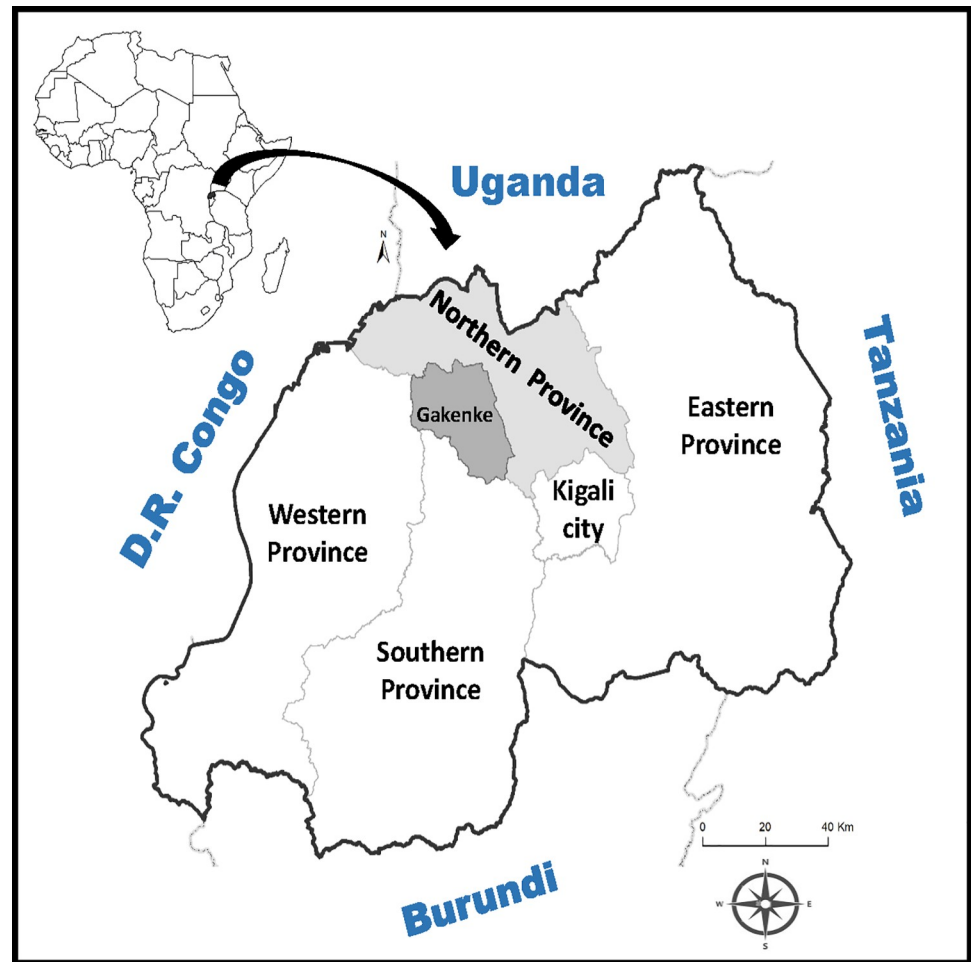 Uganda
N
Northern Province
Tanzania
D.R. Congo
Gakenke
Eastern
Province
Kigali
city
Western
Province
Southern
Province
0 20 40 Km
N
W E
S
Burundi